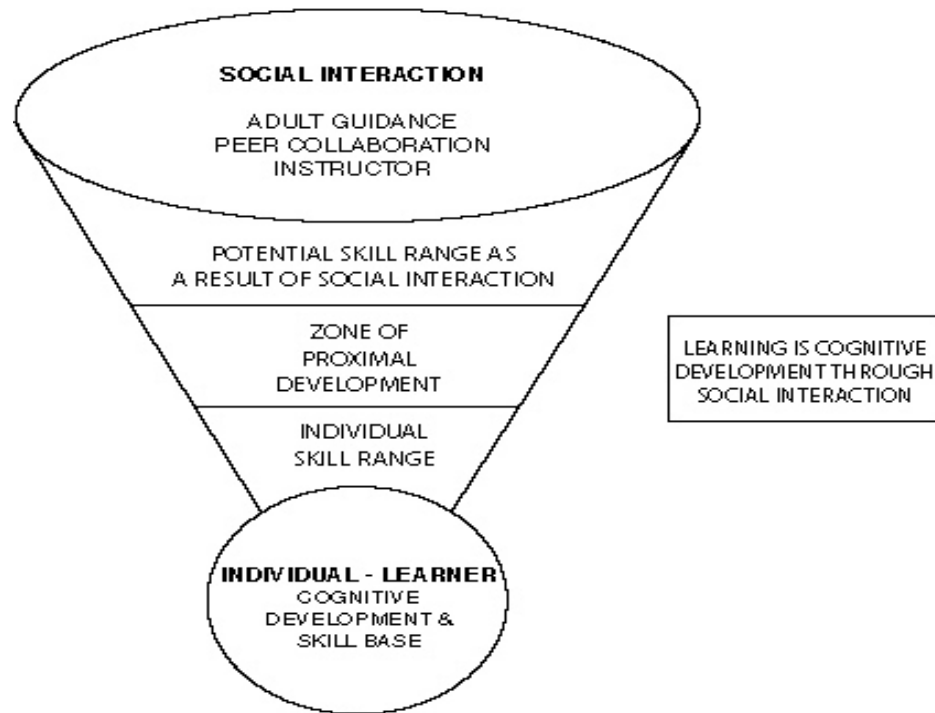 SOCIAL INTERACTION
ADULT GUIDANCE
PEER COLLABORATION
INSTRUCTOR
POTENTIAL SKILL RANGE AS
A RESULT OF SOCIAL INTERACTION
ZONE OF
PROXIMAL
DEVELOPMENT
INDIVIDUAL
SKILL RANGE
INDIVIDUAL - LEARNER
COGNITIVE
DEVELOPMENT &
SKILL BASE
LEARNING IS COGNITIVE
DEVELOPMENT THROUGH
SOCIAL INTERACTION